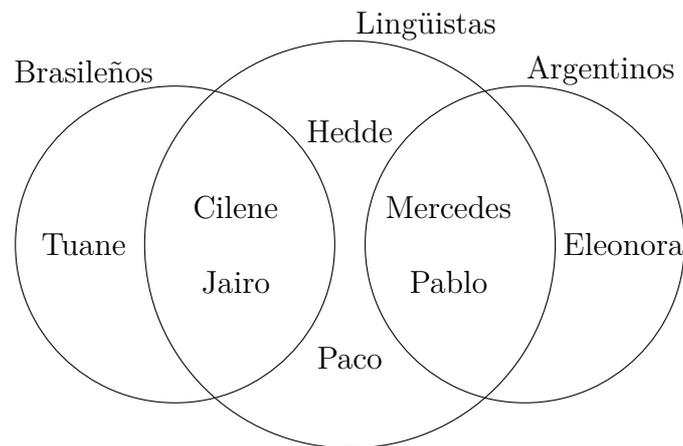 Lingüistas
Brasileños
Argentinos
Hedde
Cilene
Mercedes
Tuane
Eleonora
Jairo
Pablo
Paco